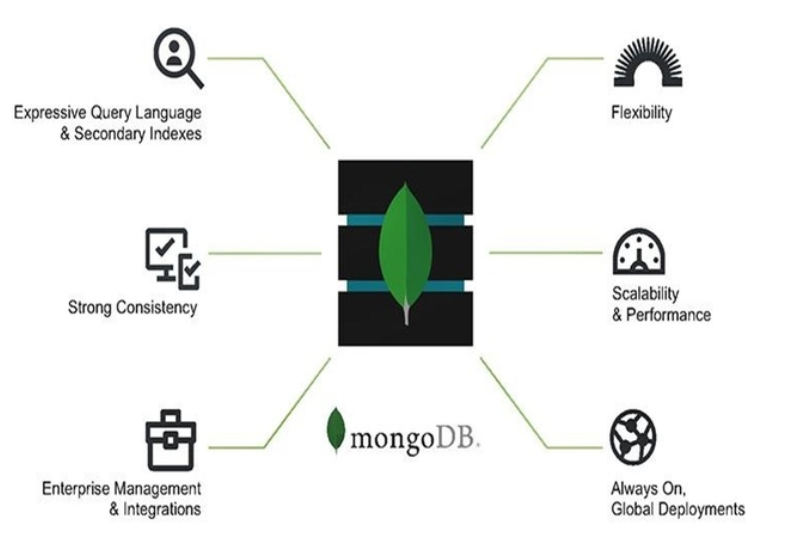 Expressive Query Language
& Secondary Indexes
Flexibility
Strong Consistency
Scalability
& Performance
mongoDB.
Enterprise Management
& Integrations
Always On,
Global Deployments